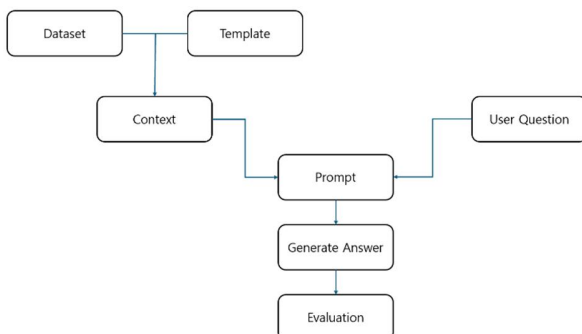 Dataset
Template
Context
User Question
Prompt
Generate Answer
Evaluation